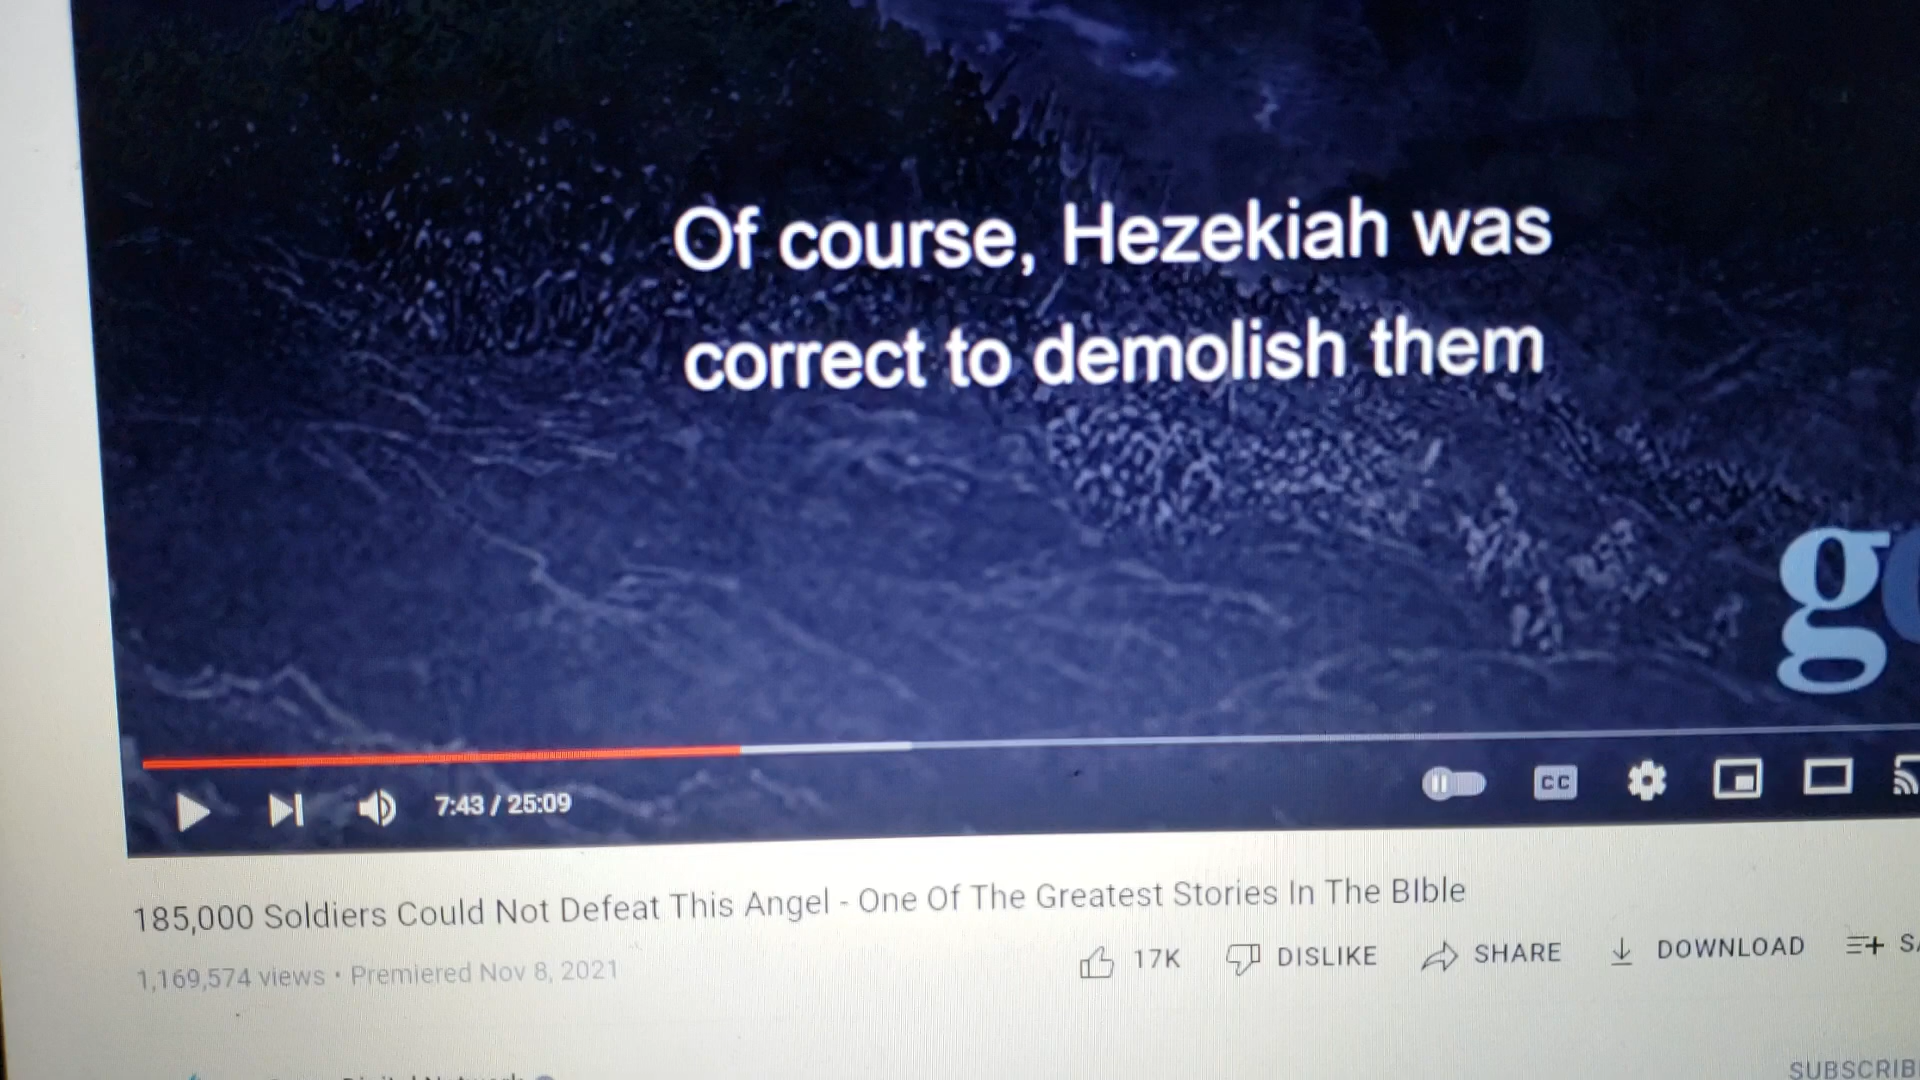 Of course, Hezekiah was
correct to demolish them
g
7:43 / 25:09
CC
185,000 Soldiers Could Not Defeat This Angel - One Of The Greatest Stories In The BIble
1,169,574 views • Premiered Nov 8, 2021
17K DISLIKE SHARE DOWNLOAD